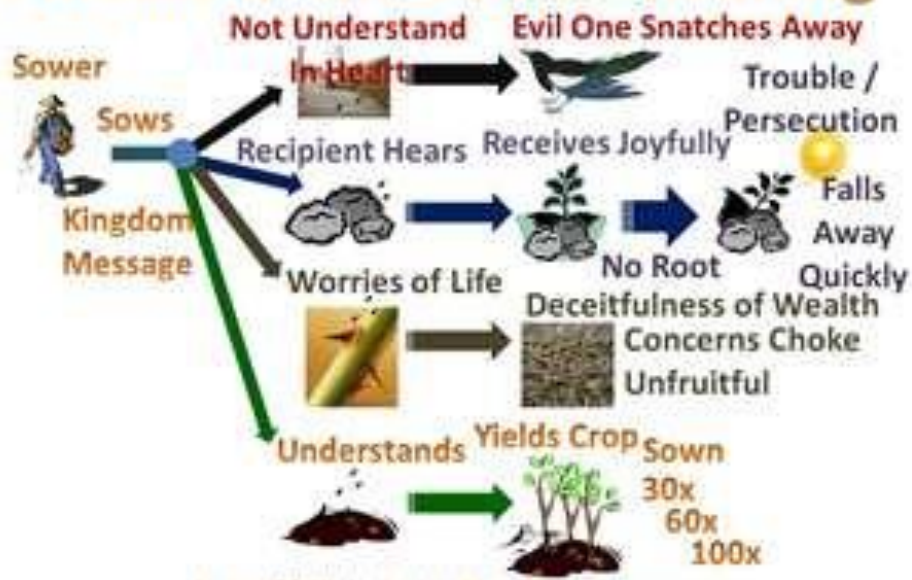 Not Understand
In Heart
Evil One Snatches Away
Sower
Sows
Kingdom
Message
Trouble /
Persecution
Recipient Hears
Receives Joyfully
No Root
Falls
Away
Quickly
Worries of Life
Deceitfulness of Wealth
Concerns Choke
Unfruitful
Understands
Yields Crop
Sown
30x
60x
100x